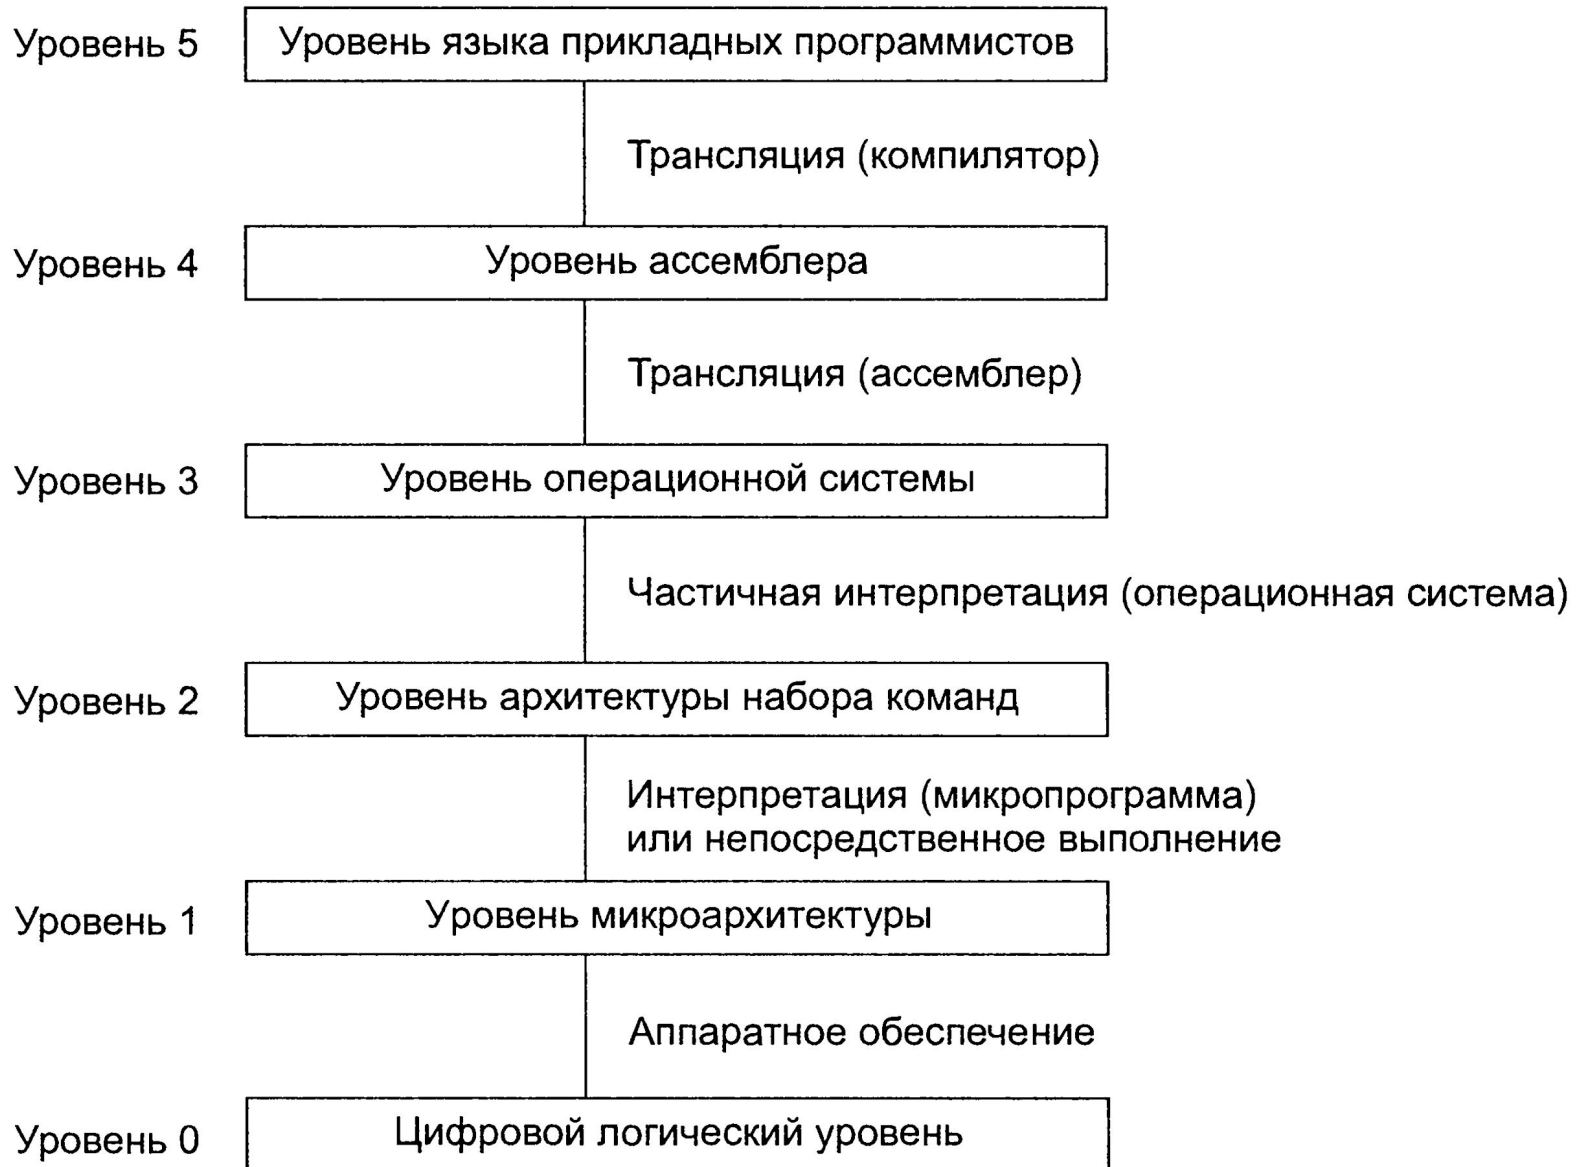 Уровень 5
Уровень языка прикладных программистов
Трансляция (компилятор)
Уровень 4
Уровень ассемблера
Трансляция (ассемблер)
Уровень 3
Уровень операционной системы
Частичная интерпретация (операционная система)
Уровень 2
Уровень архитектуры набора команд
Интерпретация (микропрограмма)
или непосредственное выполнение
Уровень 1
Уровень микроархитектуры
Аппаратное обеспечение
Уровень 0
Цифровой логический уровень